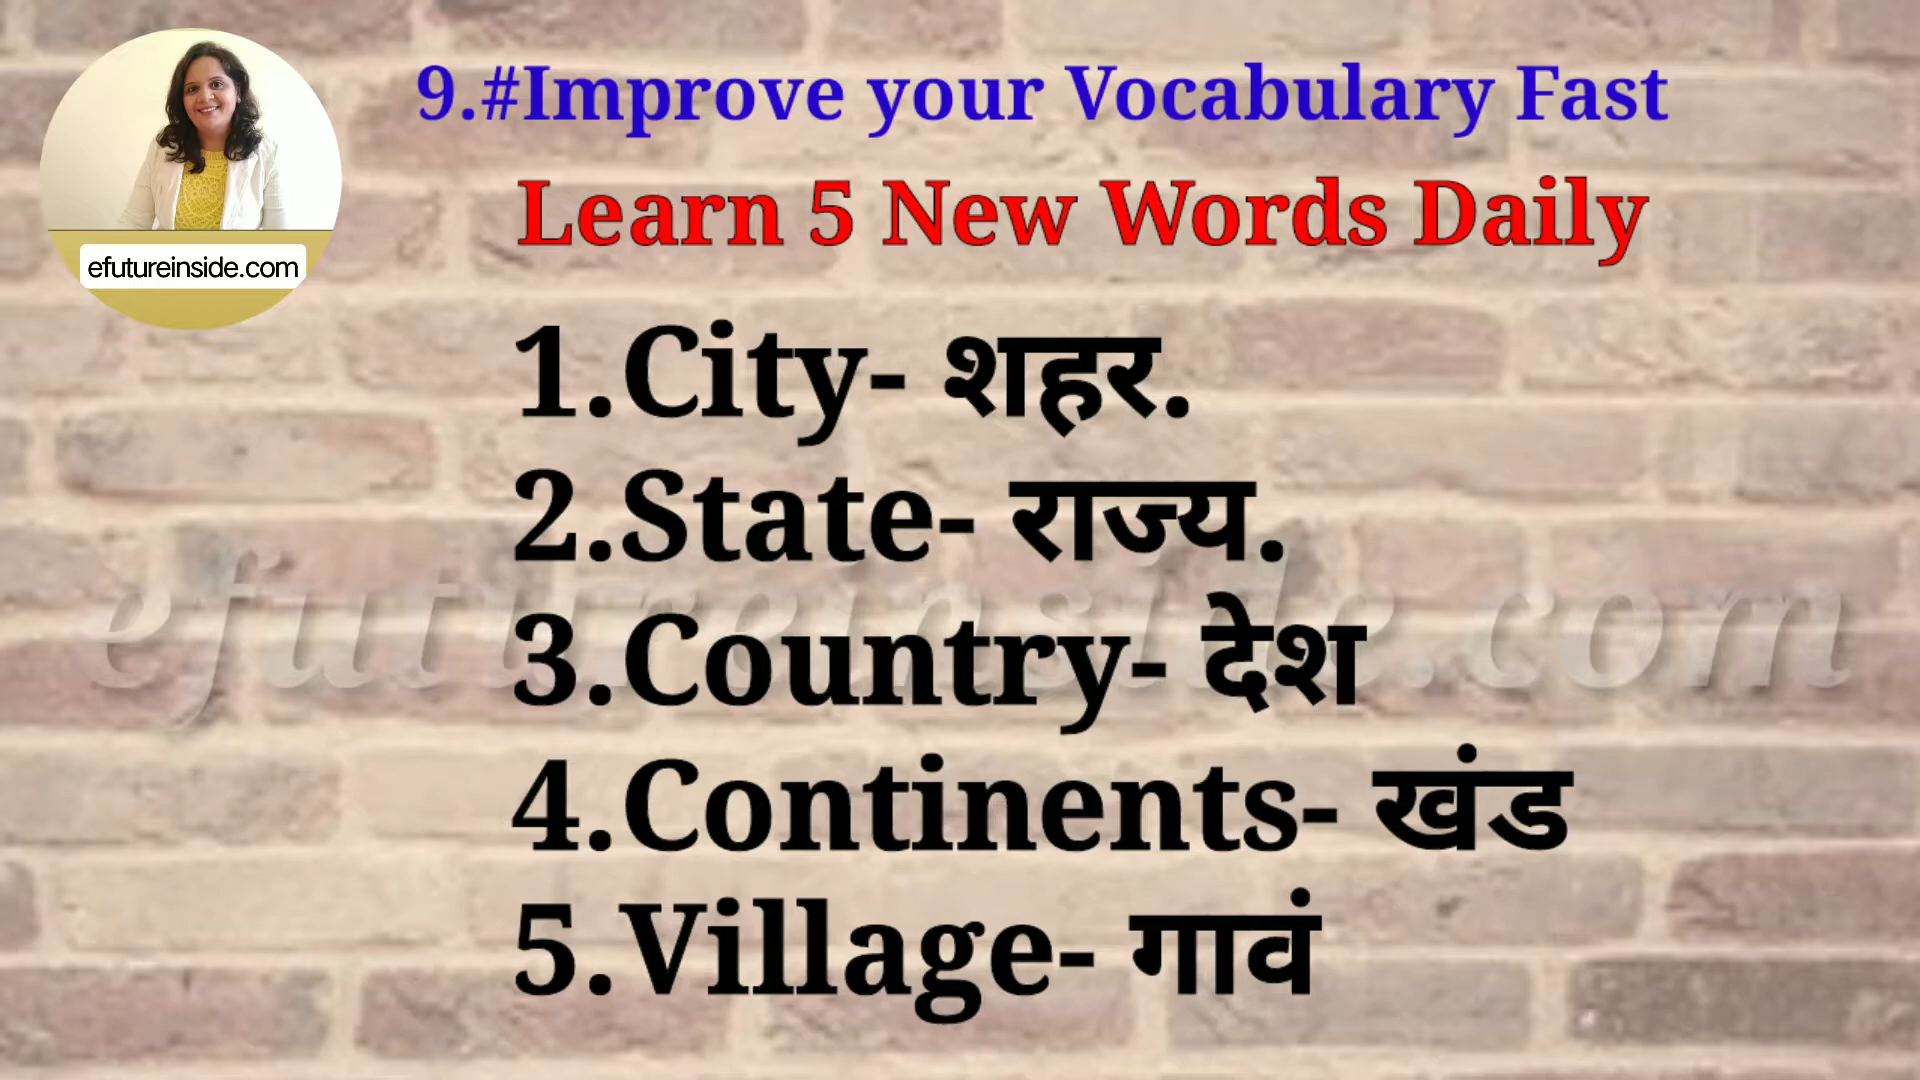 9.#Improve your Vocabulary Fast
Learn 5 New Words Daily
efutureinside.com
1.City- शहर.
2.State- राज्य.
3.Country- देश
4.Continents- खंड
5.Village- गावं
efutureinside.com